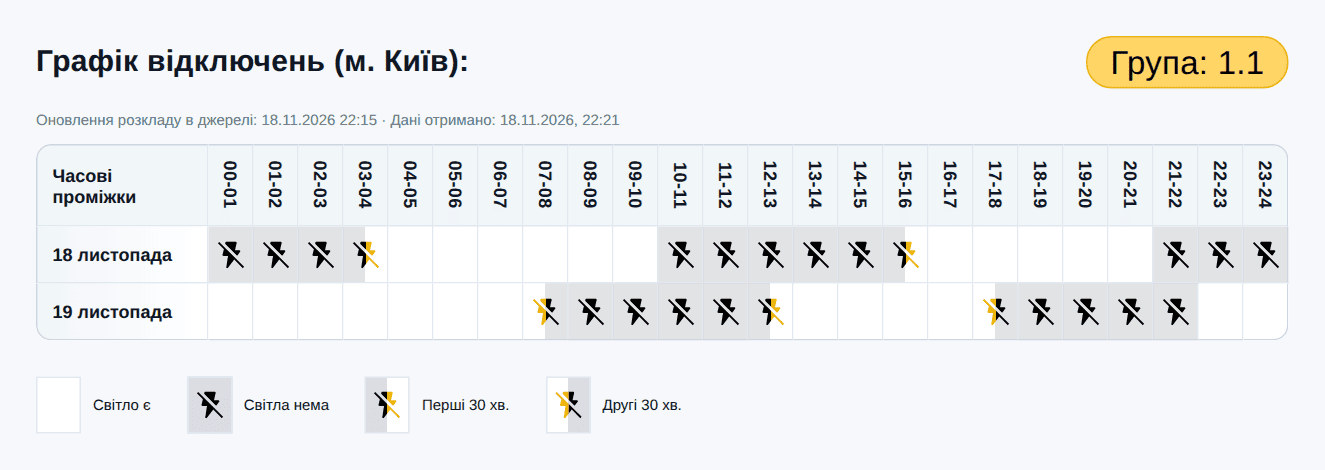 Графік відключень (м. Київ):
Група: 1.1
Оновлення розкладу в джерелі: 18.11.2026 22:15 · Дані отримано: 18.11.2026, 22:21
Часові
проміжки
00-01
01-02
02-03
03-04
04-05
05-06
06-07
07-08
08-09
09-10
10-11
11-12
12-13
13-14
14-15
15-16
16-17
17-18
18-19
19-20
20-21
21-22
22-23
23-24
18 листопада
19 листопада
Світло є
Світла нема
Перші 30 хв.
Другі 30 хв.